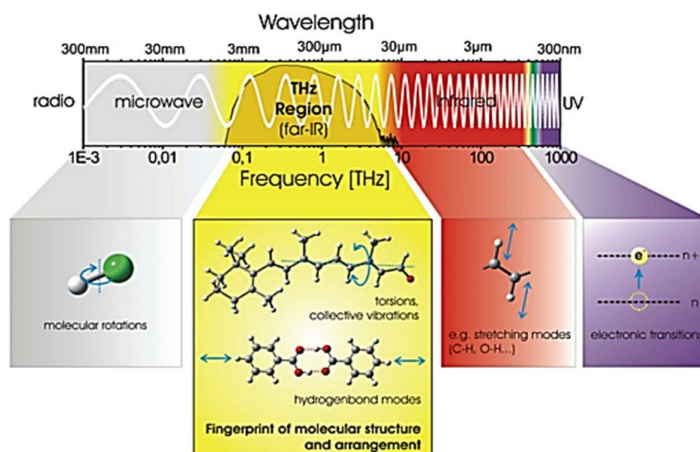 Wavelength
300mm 30mm 3mm 300µm 30µm 3µm 300nm
radio microwave THz Region (far-IR) infrared UV
1E-3 0,01 0,1 1 10 100 1000
Frequency [THz]
molecular rotations
torsions,
collective vibrations
hydrogenbond modes
Fingerprint of molecular structure
and arrangement
e.g. stretching modes
(C-H, O-H...)
e-
n+
n
electronic transitions